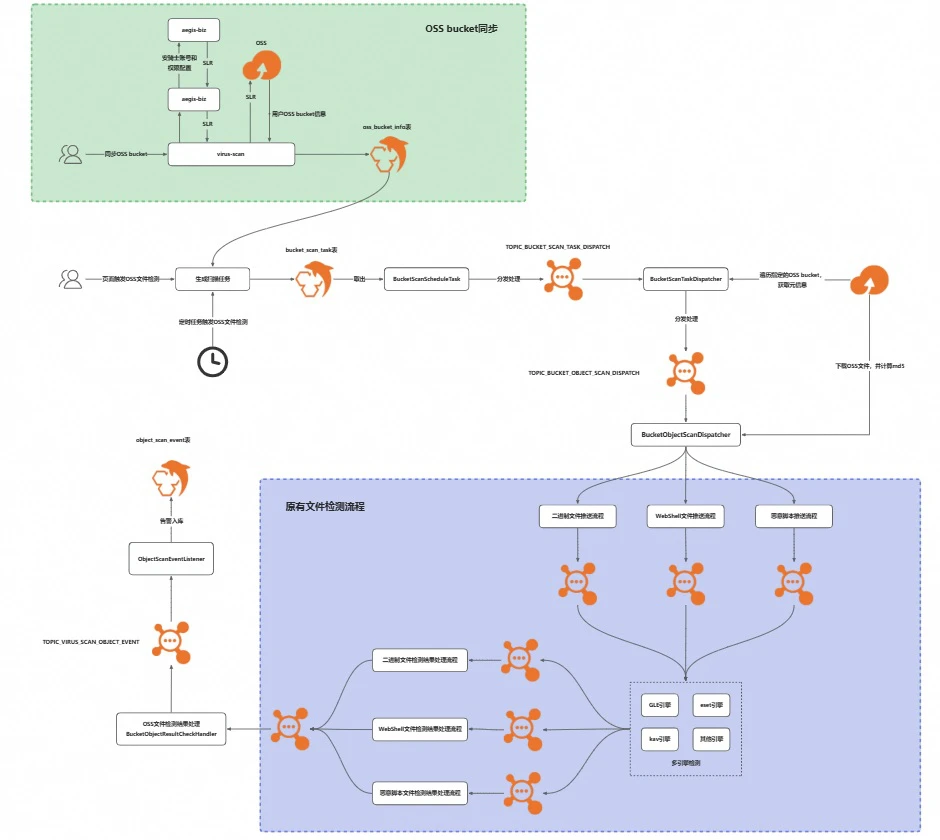 OSS bucket同步
aegis-biz
OSS
安骑士账号和
权限配置
SLR
aegis-biz
SLR
用户OSS bucket信息
SLR
oss_bucket_info表
同步OSS bucket
virus-scan
bucket_scan_task表
TOPIC_BUCKET_SCAN_TASK_DISPATCH
页面触发OSS文件检测
生成扫描任务
取出
BucketScanScheduleTask
分发处理
BucketScanTaskDispatcher
遍历指定的OSS bucket,
获取元信息
定时任务触发OSS文件检测
分发处理
TOPIC_BUCKET_OBJECT_SCAN_DISPATCH
下载OSS文件，并计算md5
BucketObjectScanDispatcher
object_scan_event表
原有文件检测流程
二进制文件推送流程
WebShell文件推送流程
恶意脚本推送流程
告警入库
ObjectScanEventListener
TOPIC_VIRUS_SCAN_OBJECT_EVENT
二进制文件检测结果处理流程
GLE引擎
eset引擎
OSS文件检测结果处理
BucketObjectResultCheckHandler
WebShell文件检测结果处理流程
kav引擎
其他引擎
多引擎检测
恶意脚本文件检测结果处理流程